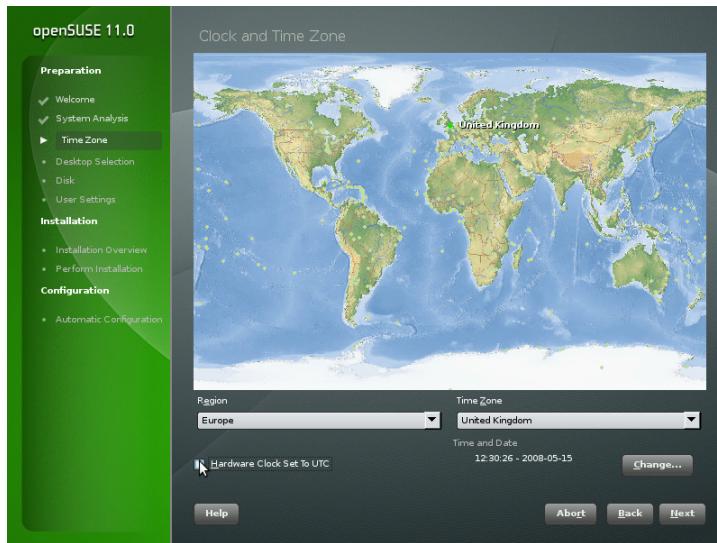 openSUSE 11.0
Preparation
Welcome
System Analysis
Time Zone
Desktop Selection
Disk
User Settings
Installation
Installation Overview
Perform Installation
Configuration
Automatic Configuration
Clock and Time Zone
United Kingdom
Region
Europe
Time Zone
United Kingdom
Hardware Clock Set To UTC
Time and Date
12:30:26 - 2008-05-15
Change...
Help
Abort
Back
Next